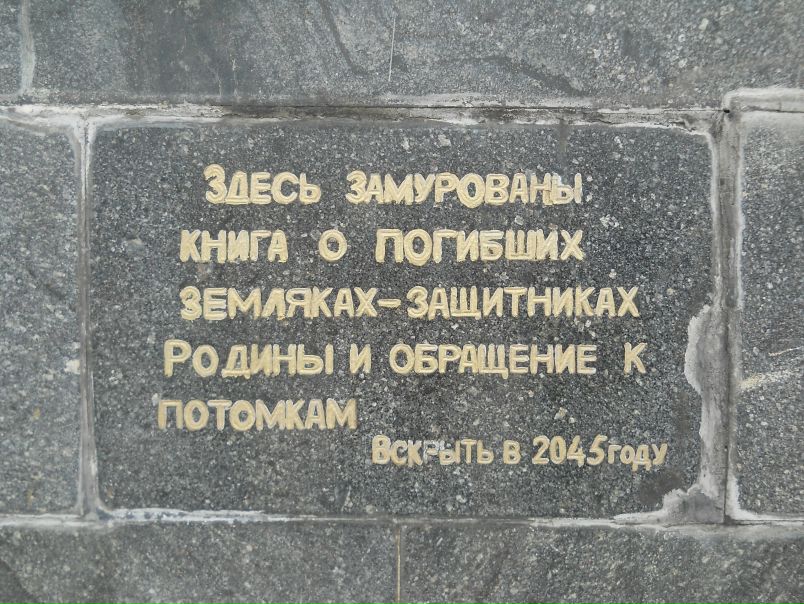 Здесь замурованы
книга о погибших
земляках-защитниках
Родины и обращение к
потомкам
Вскрыть в 2045 году